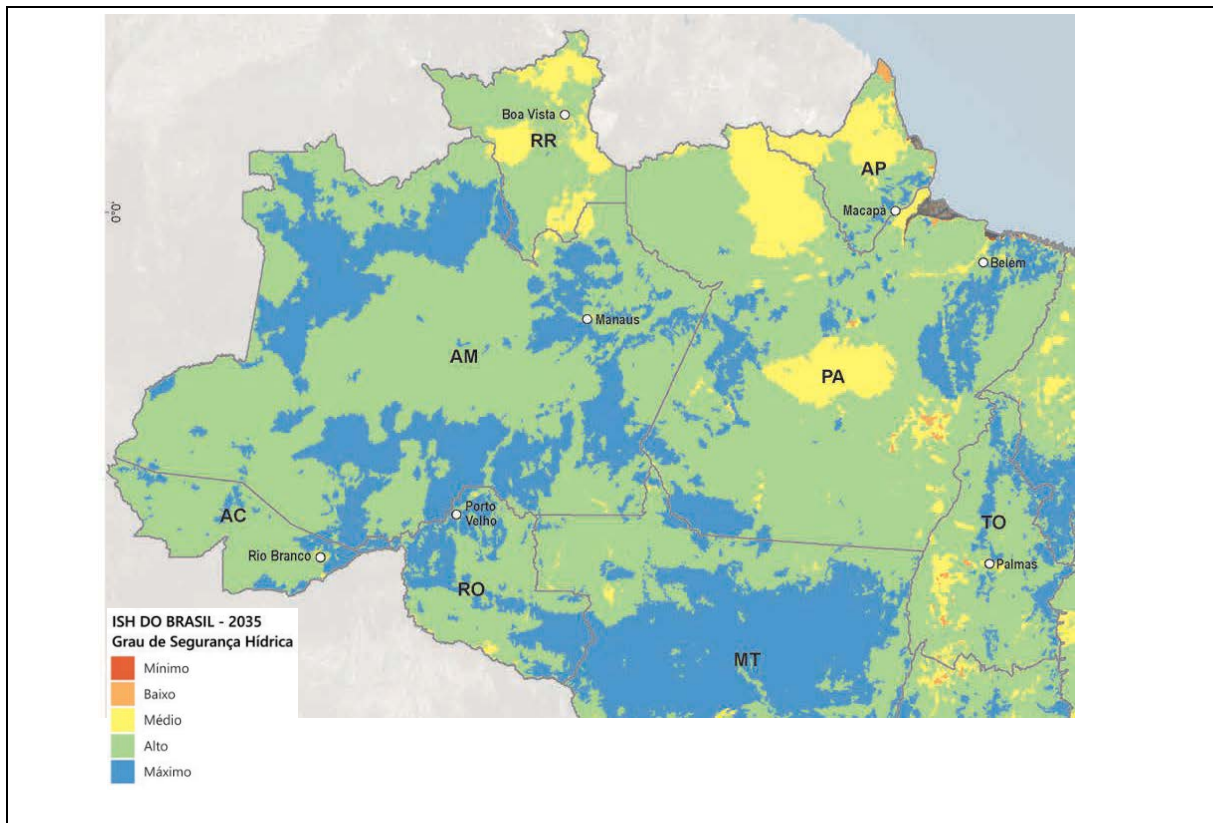 Boa Vista
RR
AP
0°0'
Macapá
Belém
Manaus
AM
PA
AC
Porto
Velho
TO
Rio Branco
Palmas
RO
MT
ISH DO BRASIL - 2035
Grau de Segurança Hídrica
Mínimo
Baixo
Médio
Alto
Máximo